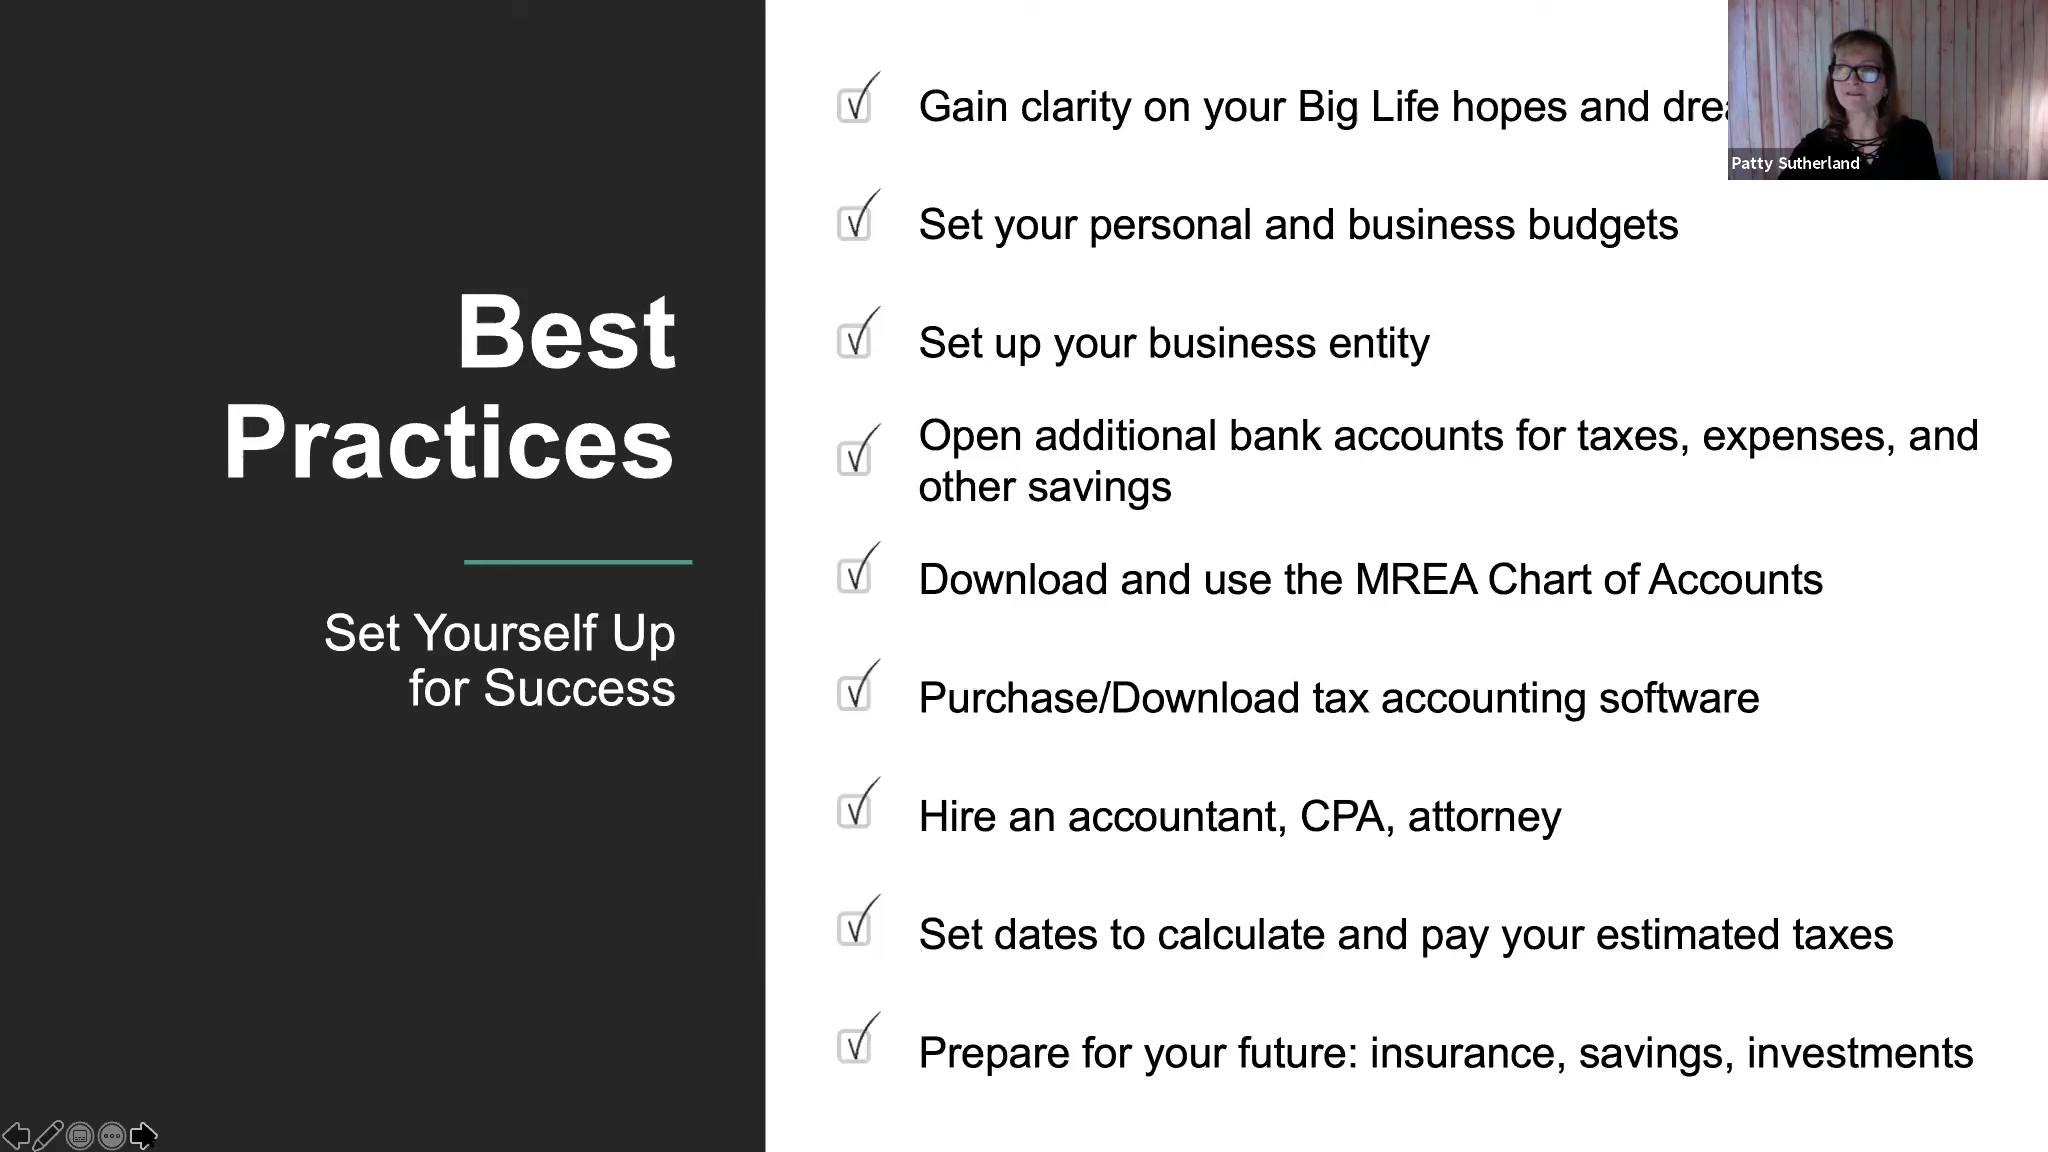 Best
Practices
Set Yourself Up
for Success
Gain clarity on your Big Life hopes and
Set your personal and business budgets
Set up your business entity
Open additional bank accounts for taxes, expenses, and
other savings
Download and use the MREA Chart of Accounts
Purchase/Download tax accounting software
Hire an accountant, CPA, attorney
Set dates to calculate and pay your estimated taxes
Prepare for your future: insurance, savings, investments
Patty Sutherland